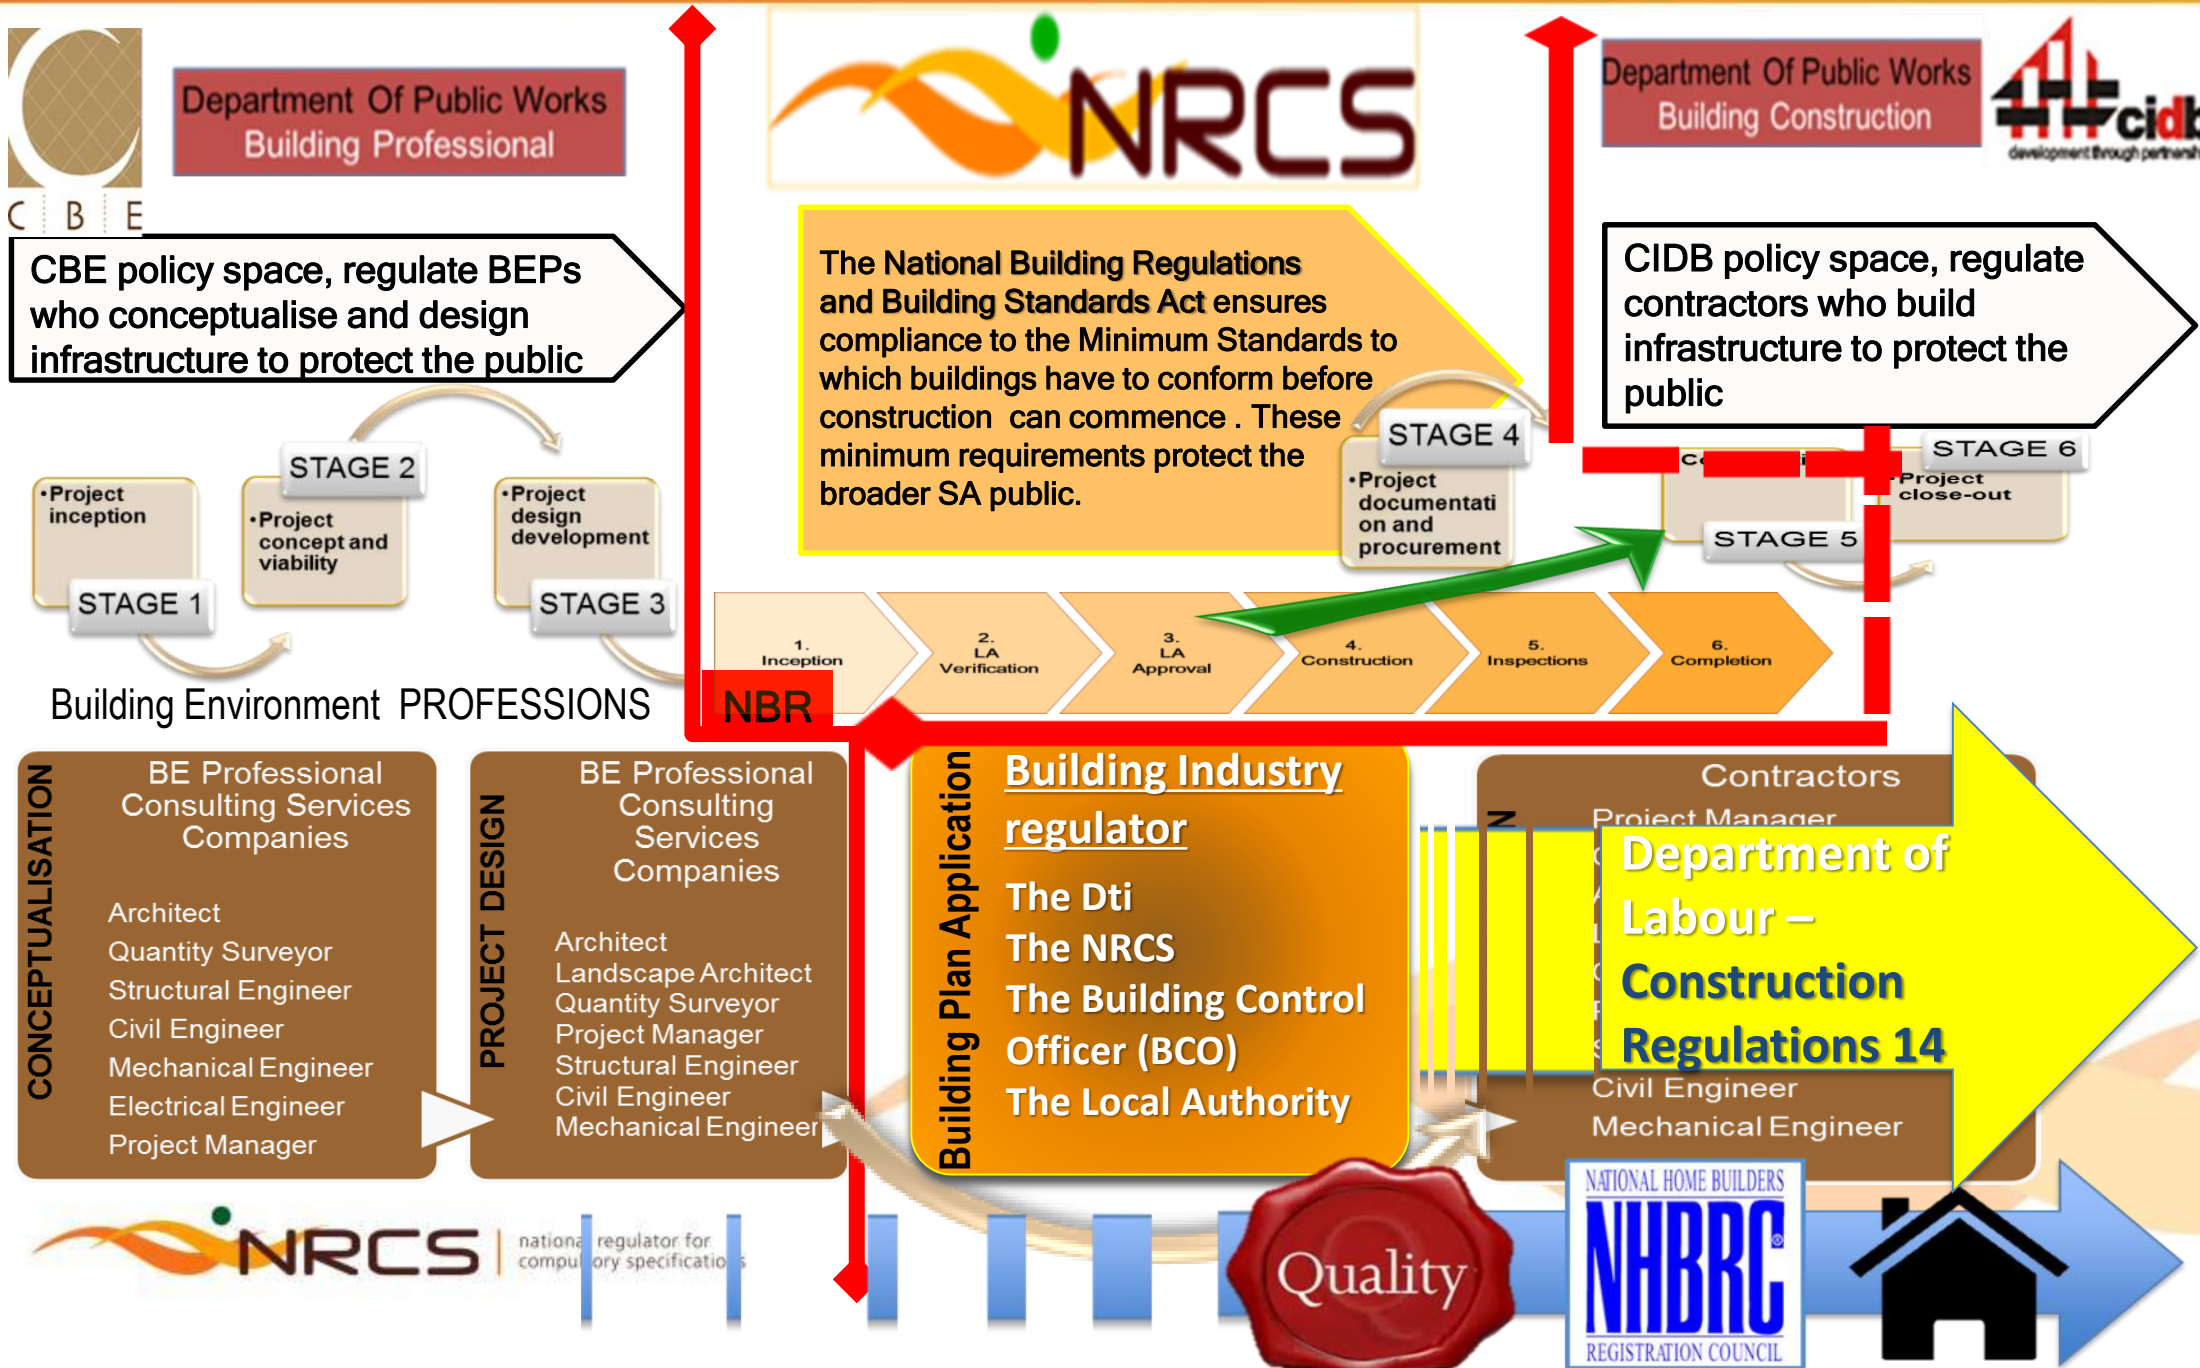 C B E
Department Of Public Works
Building Professional
NRCS
Department Of Public Works
Building Construction
cidb
development through partnership
CBE policy space, regulate BEPs
who conceptualise and design
infrastructure to protect the public
The National Building Regulations
and Building Standards Act ensures
compliance to the Minimum Standards to
which buildings have to conform before
construction can commence . These
minimum requirements protect the
broader SA public.
CIDB policy space, regulate
contractors who build
infrastructure to protect the
public
•Project
inception
STAGE 1
STAGE 2
•Project
concept and
viability
•Project
design
development
STAGE 3
STAGE 4
•Project
documentati
on and
procurement
STAGE 5
STAGE 6
Project
close-out
1.
Inception
2.
LA
Verification
3.
LA
Approval
4.
Construction
5.
Inspections
6.
Completion
NBR
Building Environment PROFESSIONS
CONCEPTUALISATION
BE Professional
Consulting Services
Companies
Architect
Quantity Surveyor
Structural Engineer
Civil Engineer
Mechanical Engineer
Electrical Engineer
Project Manager
PROJECT DESIGN
BE Professional
Consulting
Services
Companies
Architect
Landscape Architect
Quantity Surveyor
Project Manager
Structural Engineer
Civil Engineer
Mechanical Engineer
Building Plan Application
Building Industry
regulator
The Dti
The NRCS
The Building Control
Officer (BCO)
The Local Authority
Contractors
Project Manager
Department of
Labour –
Construction
Regulations 14
Civil Engineer
Mechanical Engineer
NRCS
national regulator for
compulsory specifications
Quality
NATIONAL HOME BUILDERS
NHBRC®
REGISTRATION COUNCIL